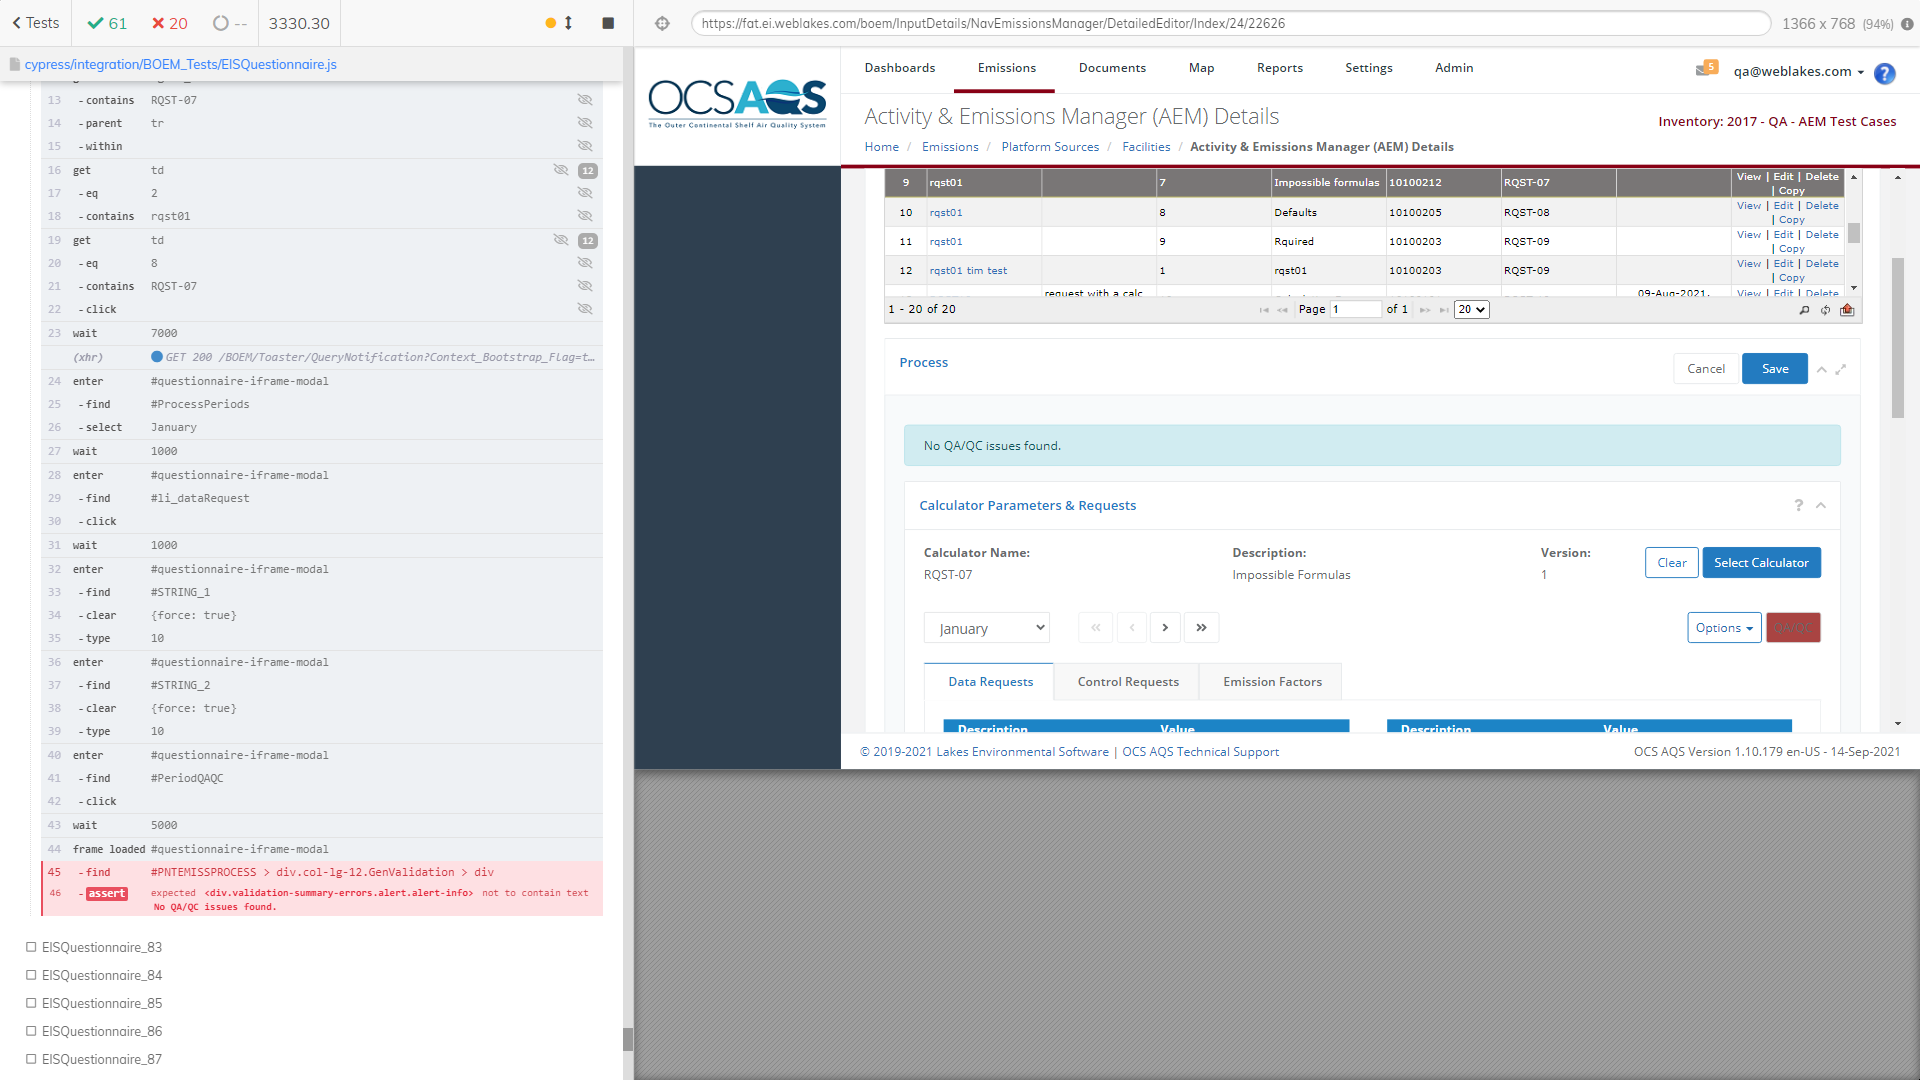 Tests
61
20
--
3330.30
cypress/integration/BOEM_Tests/EISQuestionnaire.js
13 -contains RQST-07
14 -parent tr
15 -within
16 get td 12
17 -eq 2
18 -contains rqst01
19 get td 12
20 -eq 8
21 -contains RQST-07
22 -click
23 wait 7000
(xhr) GET 200 /BOEM/Toaster/QueryNotification?Context_Bootstrap_Flag=t...
24 enter #questionnaire-iframe-modal
25 -find #ProcessPeriods
26 -select January
27 wait 1000
28 enter #questionnaire-iframe-modal
29 -find #li_dataRequest
30 -click
31 wait 1000
32 enter #questionnaire-iframe-modal
33 -find #STRING_1
34 -clear {force: true}
35 -type 10
36 enter #questionnaire-iframe-modal
37 -find #STRING_2
38 -clear {force: true}
39 -type 10
40 enter #questionnaire-iframe-modal
41 -find #PeriodQAQC
42 -click
43 wait 5000
44 frame loaded #questionnaire-iframe-modal
45 -find #PNTEMISSPROCESS > div.col-lg-12.GenValidation > div
46 -assert expected <div.validation-summary-errors.alert.alert-info> not to contain text
No QA/QC issues found.
EISQuestionnaire_83
EISQuestionnaire_84
EISQuestionnaire_85
EISQuestionnaire_86
EISQuestionnaire_87
https://fat.ei.weblakes.com/boem/InputDetails/NavEmissionsManager/DetailedEditor/Index/24/22626
1366 x 768 (94%)
OCSAQS
The Outer Continental Shelf Air Quality System
Dashboards Emissions Documents Map Reports Settings Admin
5 qa@weblakes.com ?
Activity & Emissions Manager (AEM) Details
Inventory: 2017 - QA - AEM Test Cases
Home / Emissions / Platform Sources / Facilities / Activity & Emissions Manager (AEM) Details
9 rqst01 7 Impossible formulas 10100212 RQST-07 View | Edit | Delete | Copy
10 rqst01 8 Defaults 10100205 RQST-08 View | Edit | Delete | Copy
11 rqst01 9 Rquired 10100203 RQST-09 View | Edit | Delete | Copy
12 rqst01 tim test 1 rqst01 10100203 RQST-09 View | Edit | Delete | Copy
request with a calc 09-Aug-2021, View | Edit | Delete
1 - 20 of 20 Page 1 of 1 20
Process
Cancel Save
No QA/QC issues found.
Calculator Parameters & Requests ?
Calculator Name: Description: Version:
RQST-07 Impossible Formulas 1
Clear Select Calculator
January
Options QA/QC
Data Requests Control Requests Emission Factors
Description Value Description Value
© 2019-2021 Lakes Environmental Software | OCS AQS Technical Support
OCS AQS Version 1.10.179 en-US - 14-Sep-2021